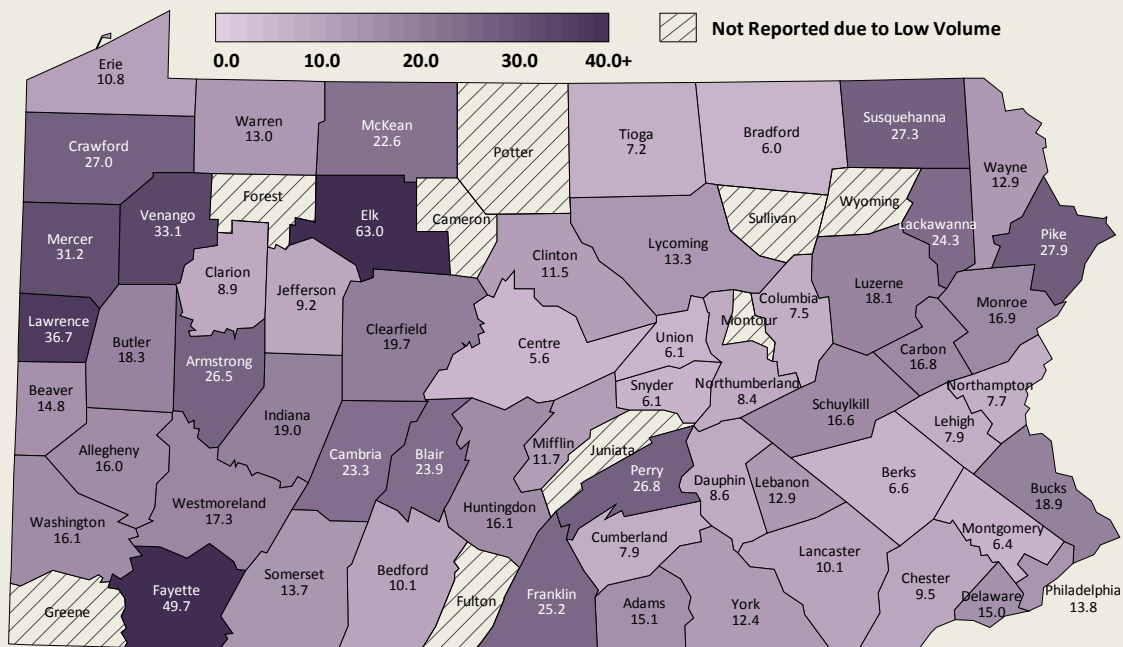 Not Reported due to Low Volume
0.0 10.0 20.0 30.0 40.0+
Erie
10.8
Crawford
27.0
Warren
13.0
McKean
22.6
Potter
Tioga
7.2
Bradford
6.0
Susquehanna
27.3
Wayne
12.9
Mercer
31.2
Venango
33.1
Forest
Elk
63.0
Cameron
Clinton
11.5
Lycoming
13.3
Sullivan
Wyoming
Lackawanna
24.3
Pike
27.9
Lawrence
36.7
Butler
18.3
Clarion
8.9
Jefferson
9.2
Clearfield
19.7
Centre
5.6
Union
6.1
Montour
Columbia
7.5
Luzerne
18.1
Monroe
16.9
Carbon
16.8
Beaver
14.8
Armstrong
26.5
Indiana
19.0
Snyder
6.1
Northumberland
8.4
Schuylkill
16.6
Northampton
7.7
Lehigh
7.9
Allegheny
16.0
Cambria
23.3
Blair
23.9
Mifflin
11.7
Juniata
Perry
26.8
Dauphin
8.6
Lebanon
12.9
Berks
6.6
Bucks
18.9
Washington
16.1
Westmoreland
17.3
Huntingdon
16.1
Cumberland
7.9
Lancaster
10.1
Montgomery
6.4
Greene
Fayette
49.7
Somerset
13.7
Bedford
10.1
Fulton
Franklin
25.2
Adams
15.1
York
12.4
Chester
9.5
Delaware
15.0
Philadelphia
13.8